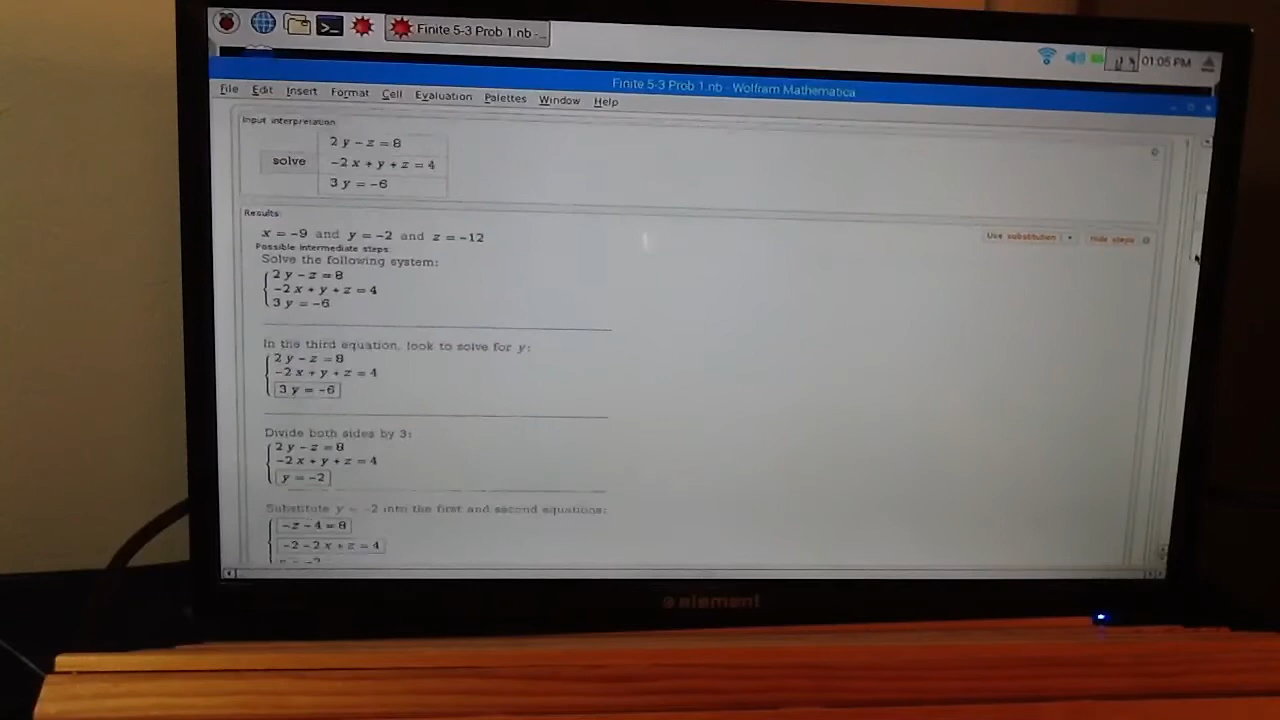 Finite 5-3 Prob 1.nb -...
01:05 PM
Finite 5-3 Prob 1.nb - Wolfram Mathematica
File Edit Insert Format Cell Evaluation Palettes Window Help
Input interpretation:
solve
2 y - z = 8
-2 x + y + z = 4
3 y = -6
Results:
x = -9 and y = -2 and z = -12
Use substitution
Hide steps
Possible intermediate steps:
Solve the following system:
2 y - z = 8
-2 x + y + z = 4
3 y = -6
In the third equation, look to solve for y:
2 y - z = 8
-2 x + y + z = 4
3 y = -6
Divide both sides by 3:
2 y - z = 8
-2 x + y + z = 4
y = -2
Substitute y = -2 into the first and second equations:
-z - 4 = 8
-2 - 2 x + z = 4
element